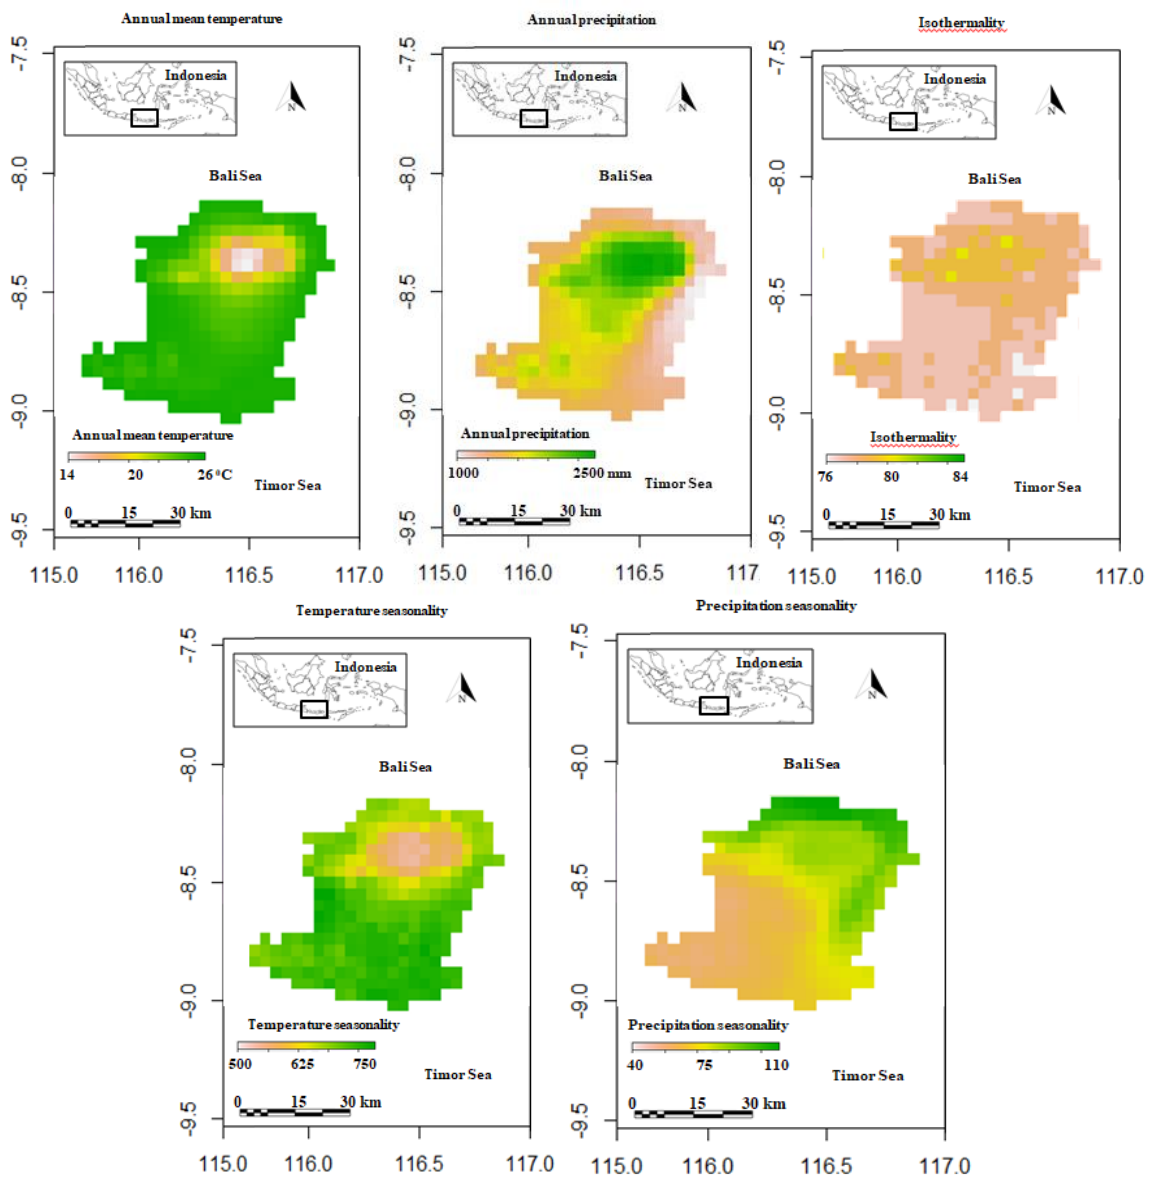 Annual mean temperature
-7.5
-8.0
-8.5
-9.0
-9.5
Indonesia
N
Bali Sea
Annual mean temperature
14 20 26 °C
Timor Sea
0 15 30 km
115.0 116.0 116.5 117.0
Annual precipitation
-7.5
-8.0
-8.5
-9.0
-9.5
Indonesia
N
Bali Sea
Annual precipitation
1000 2500 mm
Timor Sea
0 15 30 km
115.0 116.0 116.5 117.
Isothermality
-7.5
-8.0
-8.5
-9.0
-9.5
Indonesia
N
Bali Sea
Isothermality
76 80 84
Timor Sea
0 15 30 km
115.0 116.0 116.5 117.0
Temperature seasonality
-7.5
-8.0
-8.5
-9.0
-9.5
Indonesia
N
Bali Sea
Temperature seasonality
500 625 750
Timor Sea
0 15 30 km
115.0 116.0 116.5 117.0
Precipitation seasonality
-7.5
-8.0
-8.5
-9.0
-9.5
Indonesia
N
Bali Sea
Precipitation seasonality
40 75 110
Timor Sea
0 15 30 km
115.0 116.0 116.5 117.0